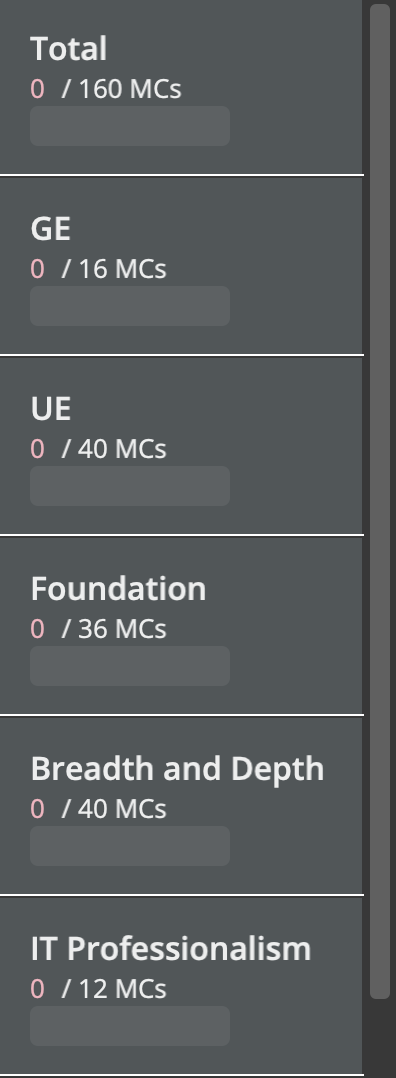 Total
0 / 160 MCs
GE
0 / 16 MCs
UE
0 / 40 MCs
Foundation
0 / 36 MCs
Breadth and Depth
0 / 40 MCs
IT Professionalism
0 / 12 MCs